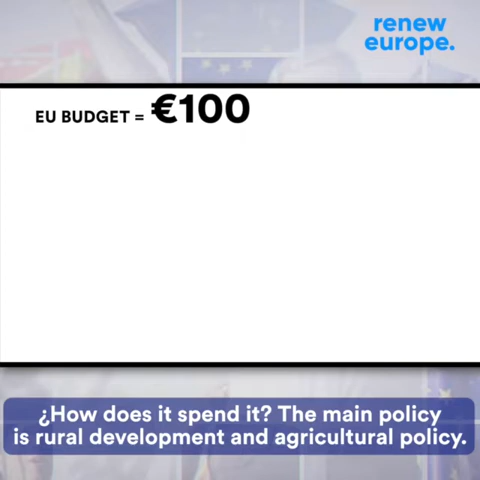 renew
europe.
EU BUDGET = €100
¿How does it spend it? The main policy
is rural development and agricultural policy.